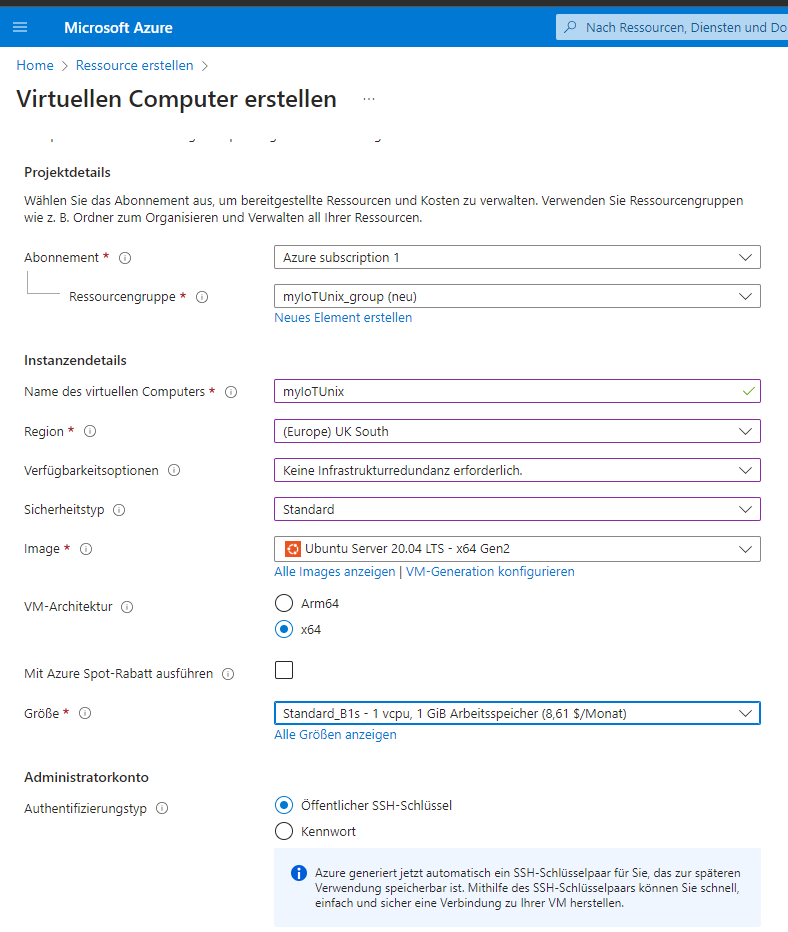 Microsoft Azure
Nach Ressourcen, Diensten und Do
Home > Ressource erstellen >
Virtuellen Computer erstellen ...
Projektdetails
Wählen Sie das Abonnement aus, um bereitgestellte Ressourcen und Kosten zu verwalten. Verwenden Sie Ressourcengruppen
wie z. B. Ordner zum Organisieren und Verwalten all Ihrer Ressourcen.
Abonnement * Azure subscription 1
Ressourcengruppe * myIoTUnix_group (neu)
Neues Element erstellen
Instanzendetails
Name des virtuellen Computers * myIoTUnix
Region * (Europe) UK South
Verfügbarkeitsoptionen Keine Infrastrukturredundanz erforderlich.
Sicherheitstyp Standard
Image * Ubuntu Server 20.04 LTS - x64 Gen2
Alle Images anzeigen | VM-Generation konfigurieren
VM-Architektur Arm64
x64
Mit Azure Spot-Rabatt ausführen
Größe * Standard_B1s - 1 vcpu, 1 GiB Arbeitsspeicher (8,61 $/Monat)
Alle Größen anzeigen
Administratorkonto
Authentifizierungstyp Öffentlicher SSH-Schlüssel
Kennwort
Azure generiert jetzt automatisch ein SSH-Schlüsselpaar für Sie, das zur späteren
Verwendung speicherbar ist. Mithilfe des SSH-Schlüsselpaars können Sie schnell,
einfach und sicher eine Verbindung zu Ihrer VM herstellen.